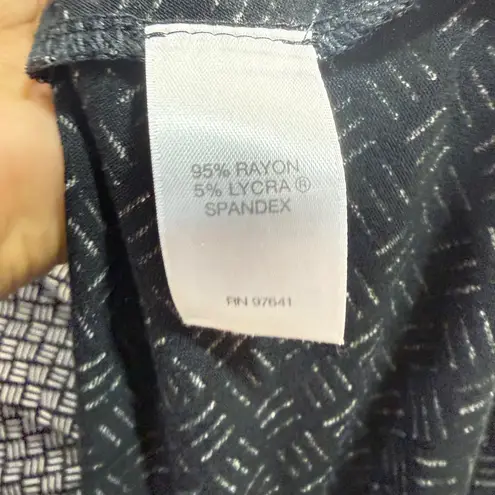 95% RAYON
5% LYCRA ®
SPANDEX
RN 97641